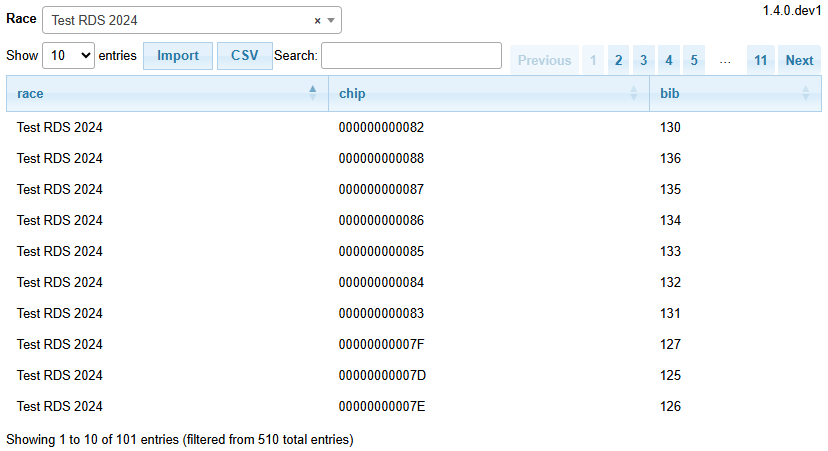 Race Test RDS 2024 × 1.4.0.dev1
Show 10 entries Import CSV Search: Previous 1 2 3 4 5 … 11 Next
race chip bib
Test RDS 2024 000000000082 130
Test RDS 2024 000000000088 136
Test RDS 2024 000000000087 135
Test RDS 2024 000000000086 134
Test RDS 2024 000000000085 133
Test RDS 2024 000000000084 132
Test RDS 2024 000000000083 131
Test RDS 2024 00000000007F 127
Test RDS 2024 00000000007D 125
Test RDS 2024 00000000007E 126
Showing 1 to 10 of 101 entries (filtered from 510 total entries)